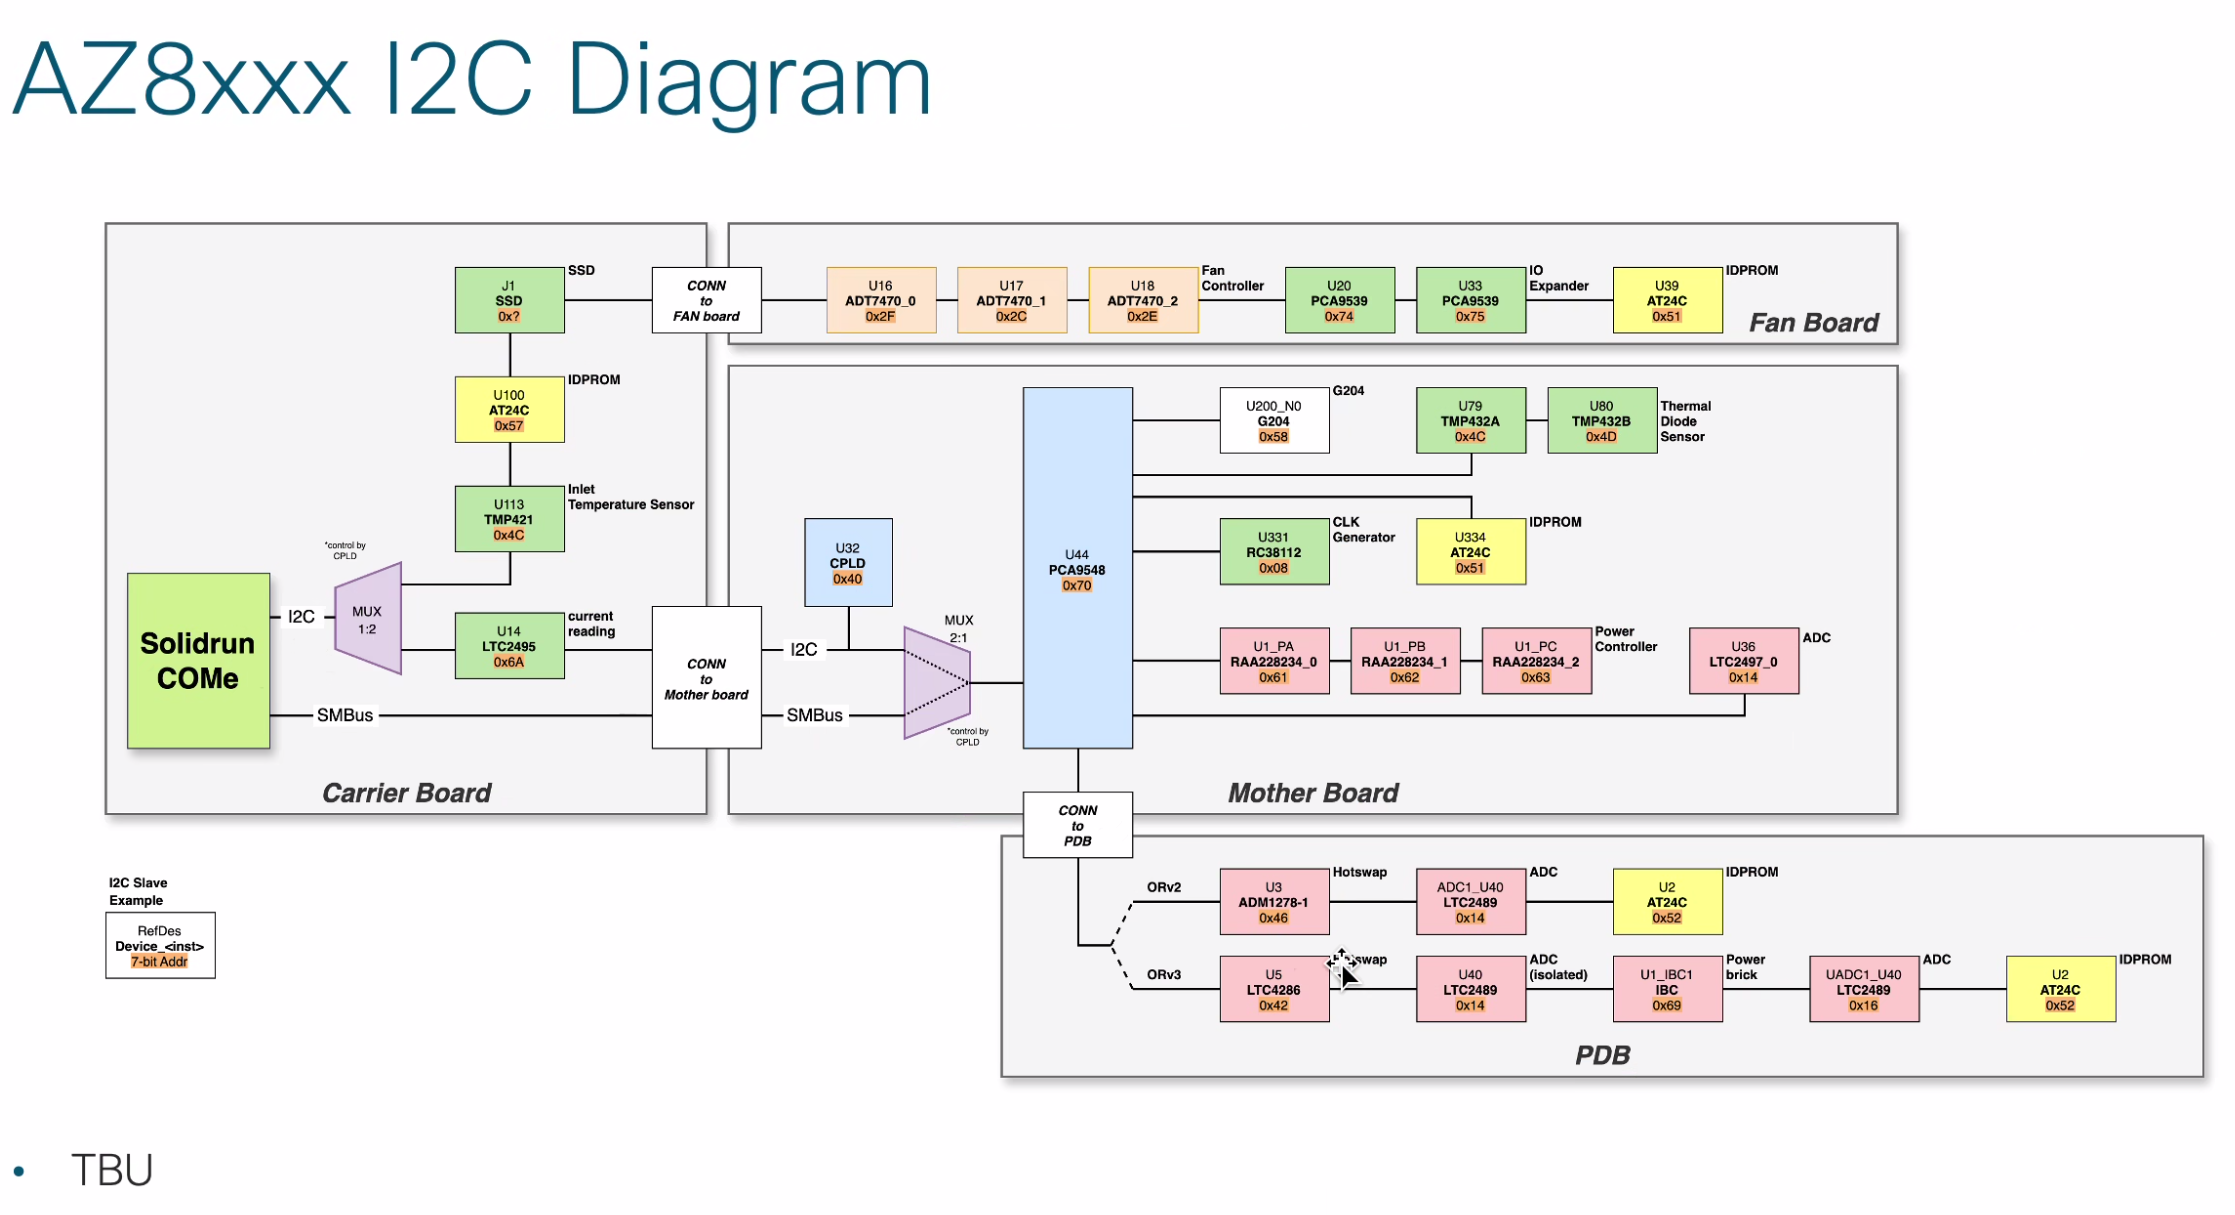 AZ8xxx I2C Diagram
J1
SSD
0x?
SSD
CONN
to
FAN board
U16
ADT7470_0
0x2F
U17
ADT7470_1
0x2C
U18
ADT7470_2
0x2E
Fan
Controller
U20
PCA9539
0x74
U33
PCA9539
0x75
IO
Expander
U39
AT24C
0x51
IDPROM
Fan Board
U100
AT24C
0x57
IDPROM
U113
TMP421
0x4C
Inlet
Temperature Sensor
*control by
CPLD
Solidrun
COMe
I2C
MUX
1:2
U14
LTC2495
0x6A
current
reading
SMBus
CONN
to
Mother board
Carrier Board
U32
CPLD
0x40
I2C
SMBus
MUX
2:1
*control by
CPLD
U44
PCA9548
0x70
U200_N0
G204
0x58
G204
U79
TMP432A
0x4C
U80
TMP432B
0x4D
Thermal
Diode
Sensor
U331
RC38112
0x08
CLK
Generator
U334
AT24C
0x51
IDPROM
U1_PA
RAA228234_0
0x61
U1_PB
RAA228234_1
0x62
U1_PC
RAA228234_2
0x63
Power
Controller
U36
LTC2497_0
0x14
ADC
Mother Board
CONN
to
PDB
ORv2
U3
ADM1278-1
0x46
Hotswap
ADC1_U40
LTC2489
0x14
ADC
U2
AT24C
0x52
IDPROM
ORv3
U5
LTC4286
0x42
swap
U40
LTC2489
0x14
ADC
(isolated)
U1_IBC1
IBC
0x69
Power
brick
UADC1_U40
LTC2489
0x16
ADC
U2
AT24C
0x52
IDPROM
PDB
I2C Slave
Example
RefDes
Device_<inst>
7-bit Addr
• TBU